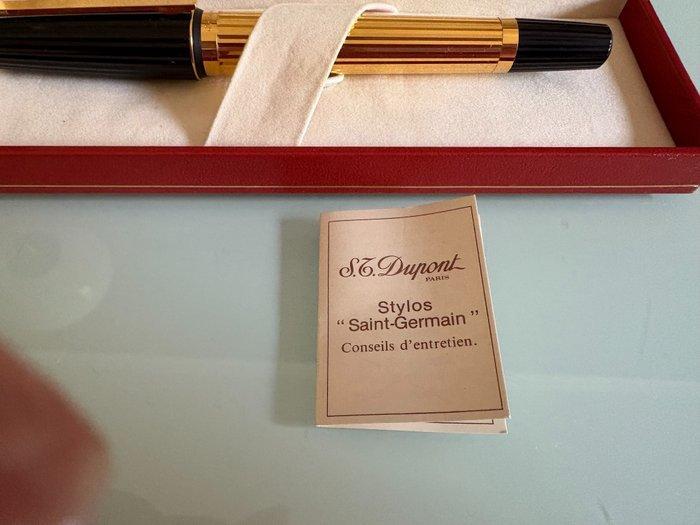 S.T. Dupont
PARIS
Stylos
"Saint-Germain"
Conseils d'entretien.